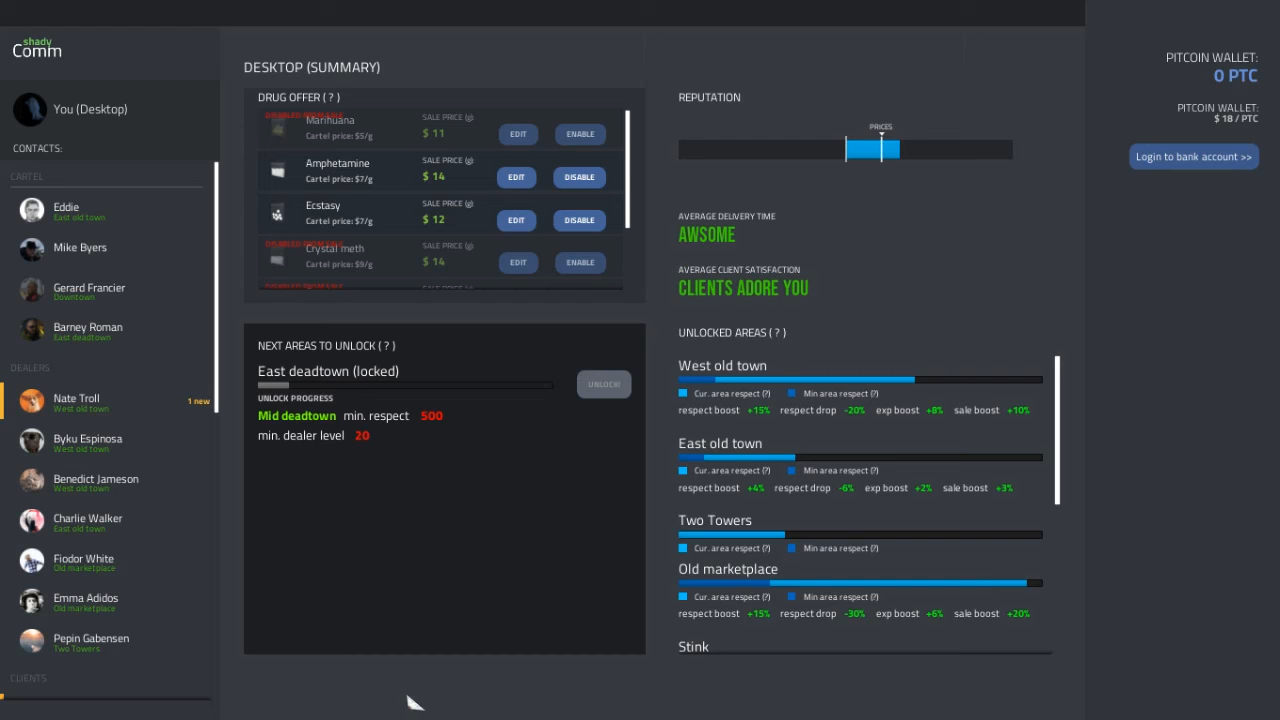 shady
Comm
You (Desktop)
CONTACTS:
CARTEL
Eddie
East old town
Mike Byers
Gerard Francier
Downtown
Barney Roman
East deadtown
DEALERS
Nate Troll
West old town
1 new
Byku Espinosa
West old town
Benedict Jameson
West old town
Charlie Walker
East old town
Fiodor White
Old marketplace
Emma Adidos
Old marketplace
Pepin Gabensen
Two Towers
CLIENTS
DESKTOP (SUMMARY)
DRUG OFFER ( ? )
DISABLED FROM SALE
Marihuana
Cartel price: $5/g
SALE PRICE (g)
$ 11
EDIT
ENABLE
Amphetamine
Cartel price: $7/g
SALE PRICE (g)
$ 14
EDIT
DISABLE
Ecstasy
Cartel price: $7/g
SALE PRICE (g)
$ 12
EDIT
DISABLE
DISABLED FROM SALE
Crystal meth
Cartel price: $9/g
SALE PRICE (g)
$ 14
EDIT
ENABLE
NEXT AREAS TO UNLOCK ( ? )
East deadtown (locked)
UNLOCK!
UNLOCK PROGRESS
Mid deadtown min. respect 500
min. dealer level 20
REPUTATION
PRICES
AVERAGE DELIVERY TIME
AWSOME
AVERAGE CLIENT SATISFACTION
CLIENTS ADORE YOU
UNLOCKED AREAS ( ? )
West old town
Cur. area respect (?) Min area respect (?)
respect boost +15% respect drop -20% exp boost +8% sale boost +10%
East old town
Cur. area respect (?) Min area respect (?)
respect boost +4% respect drop -6% exp boost +2% sale boost +3%
Two Towers
Cur. area respect (?) Min area respect (?)
Old marketplace
Cur. area respect (?) Min area respect (?)
respect boost +15% respect drop -30% exp boost +6% sale boost +20%
Stink
PITCOIN WALLET:
0 PTC
PITCOIN WALLET:
$ 18 / PTC
Login to bank account >>